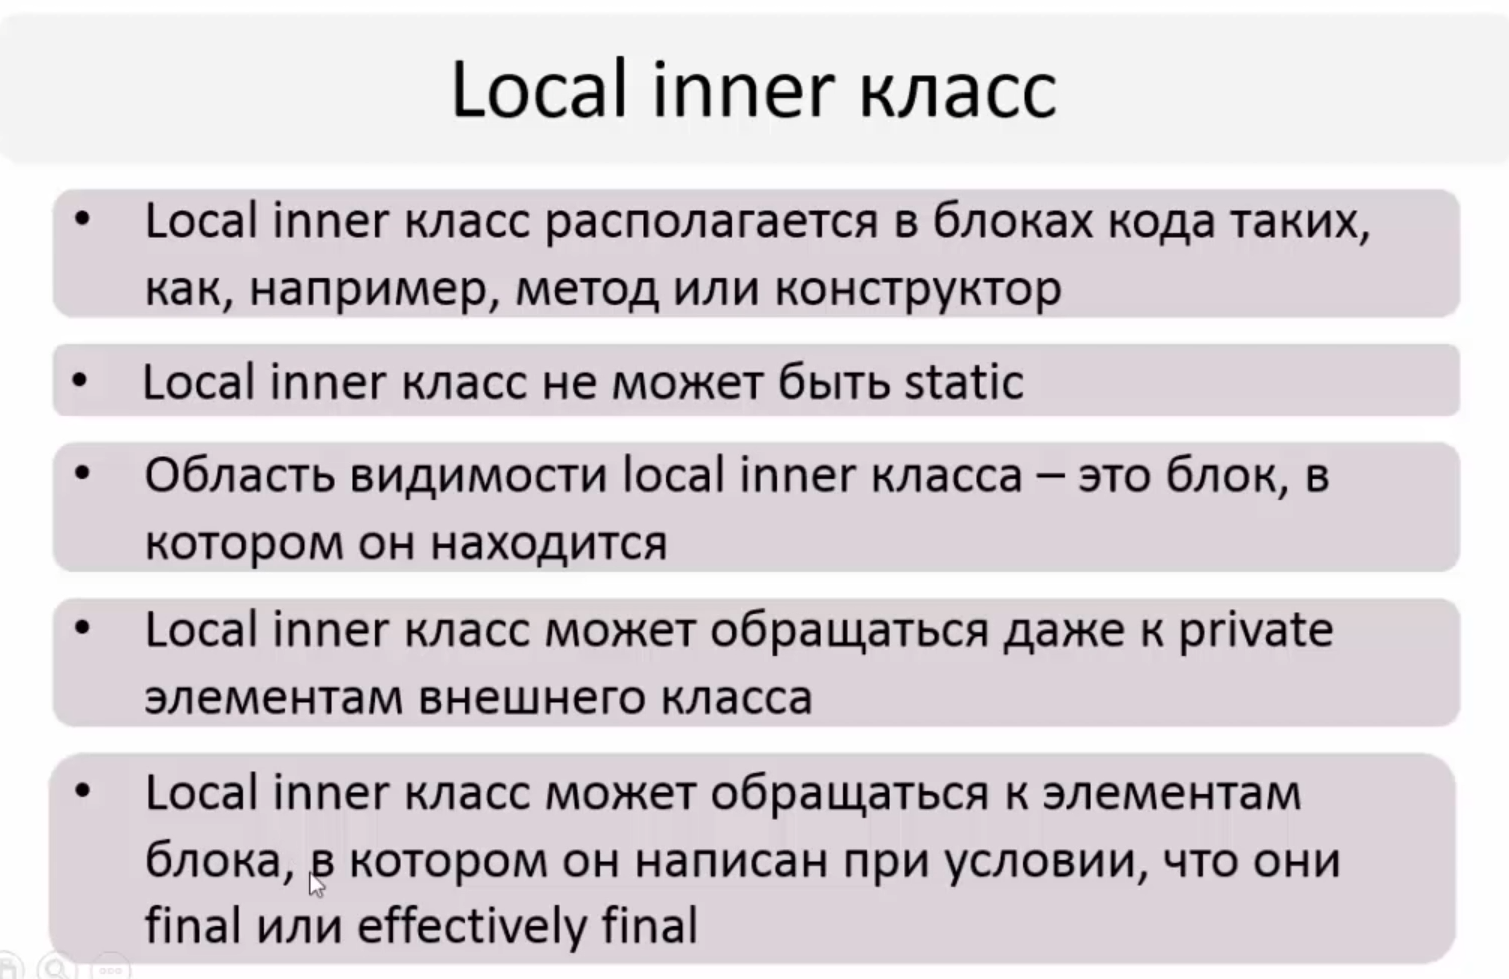 Local inner класс
• Local inner класс располагается в блоках кода таких,
как, например, метод или конструктор
• Local inner класс не может быть static
• Область видимости local inner класса – это блок, в
котором он находится
• Local inner класс может обращаться даже к private
элементам внешнего класса
• Local inner класс может обращаться к элементам
блока, в котором он написан при условии, что они
final или effectively final